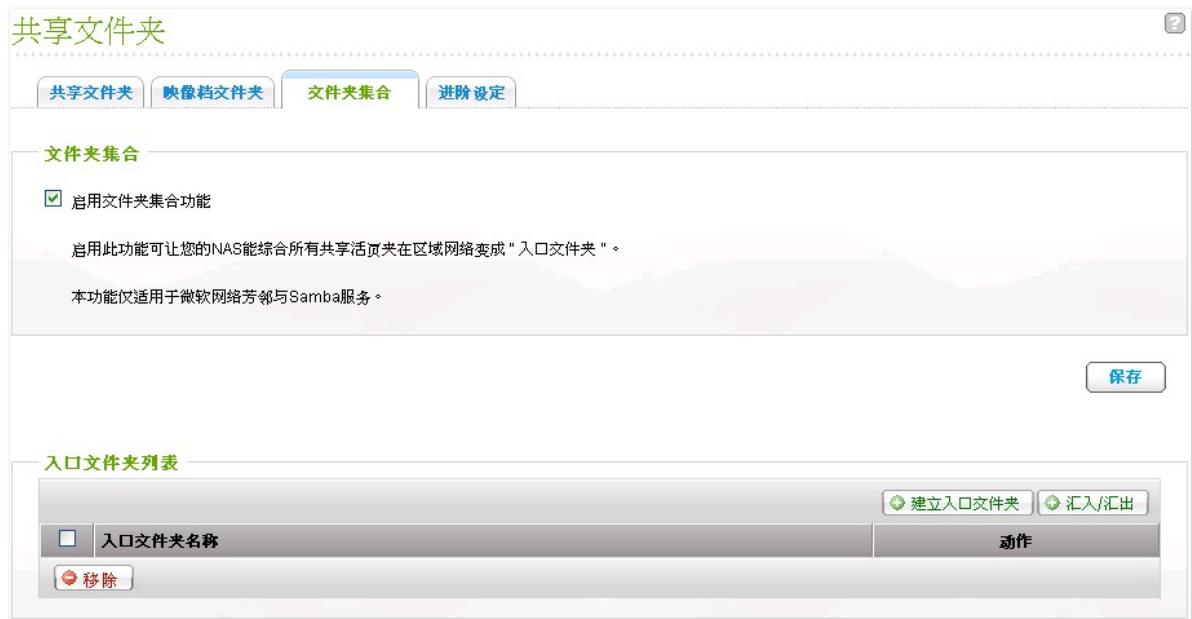 共享文件夹
?
共享文件夹 映像档文件夹 文件夹集合 进阶设定
文件夹集合
启用文件夹集合功能
启用此功能可让您的NAS能综合所有共享活页夹在区域网络变成"入口文件夹"。
本功能仅适用于微软网络芳邻与Samba服务。
保存
入口文件夹列表
建立入口文件夹 汇入/汇出
入口文件夹名称 动作
移除